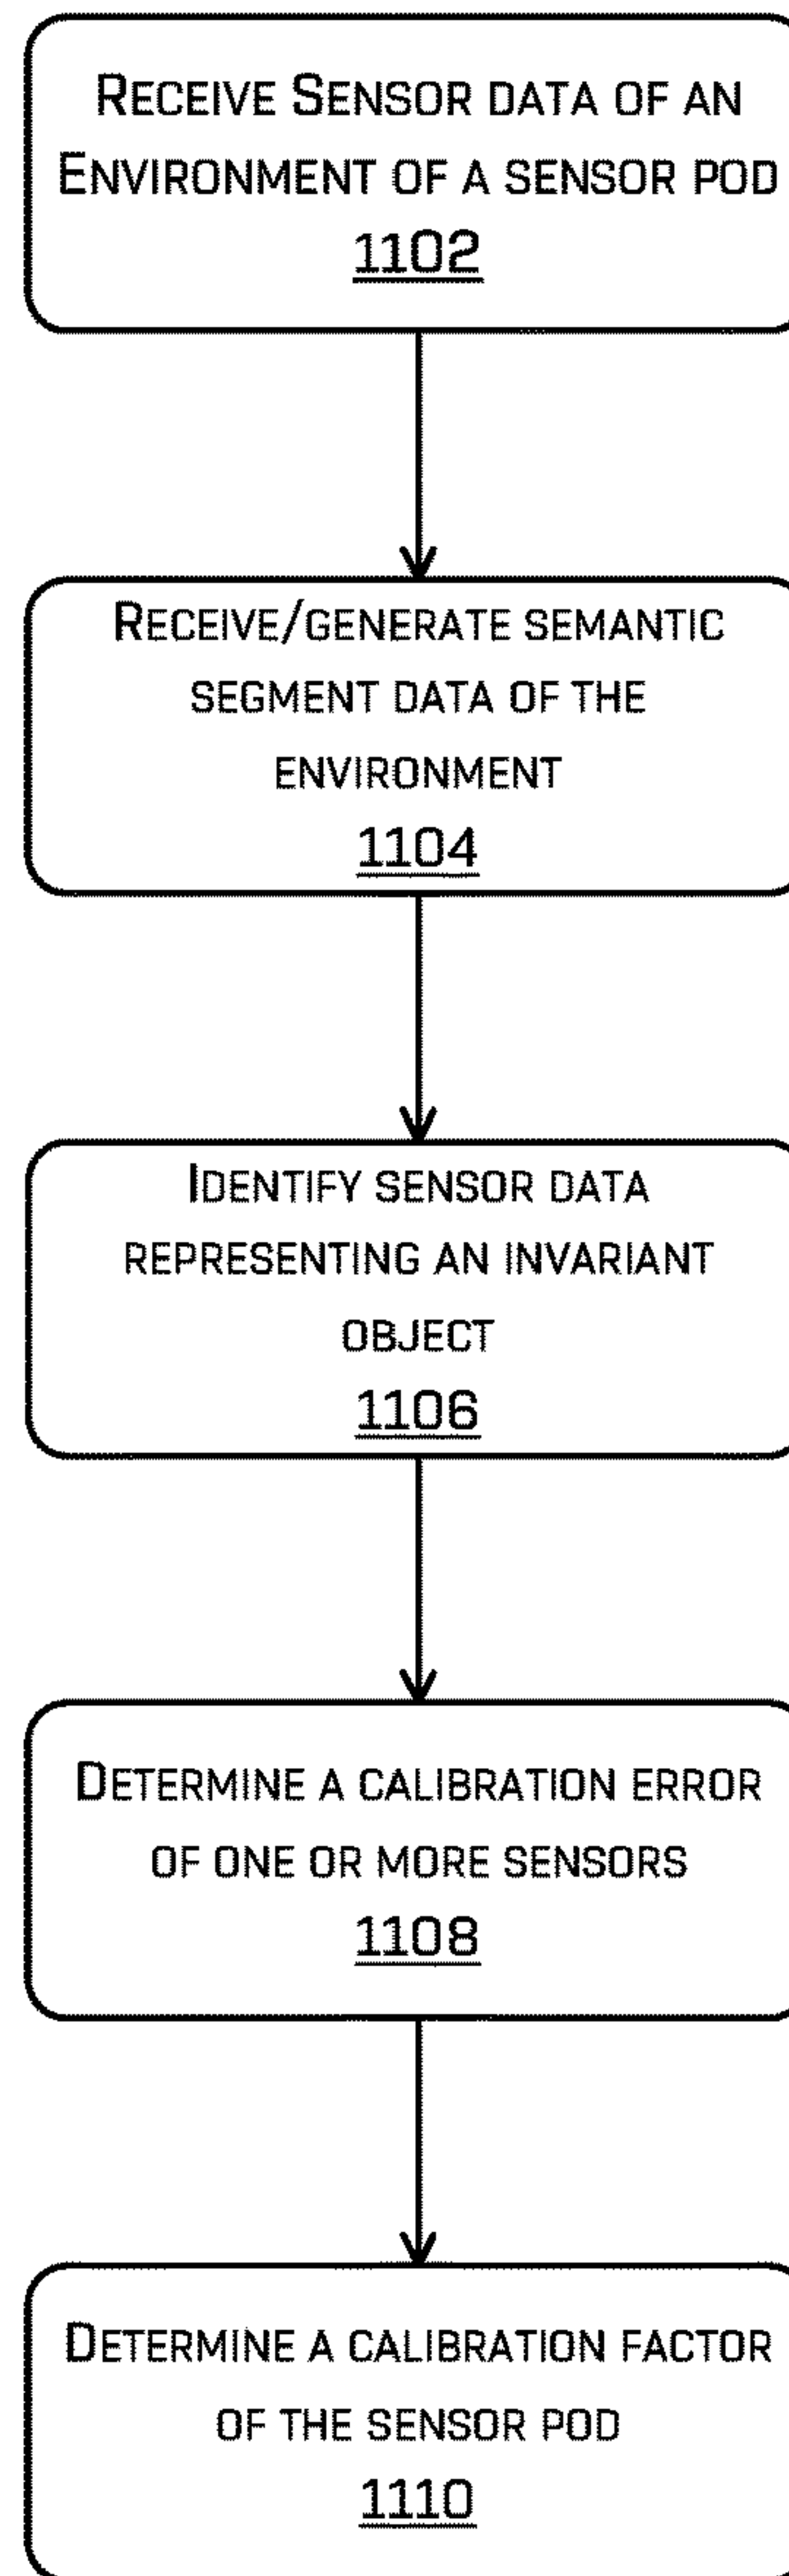 Receive Sensor data of an
Environment of a sensor pod
1102
Receive/generate semantic
segment data of the
environment
1104
Identify sensor data
representing an invariant
object
1106
Determine a calibration error
of one or more sensors
1108
Determine a calibration factor
of the sensor pod
1110